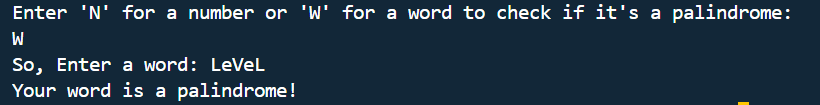 Enter 'N' for a number or 'W' for a word to check if it's a palindrome:
W
So, Enter a word: LeVeL
Your word is a palindrome!